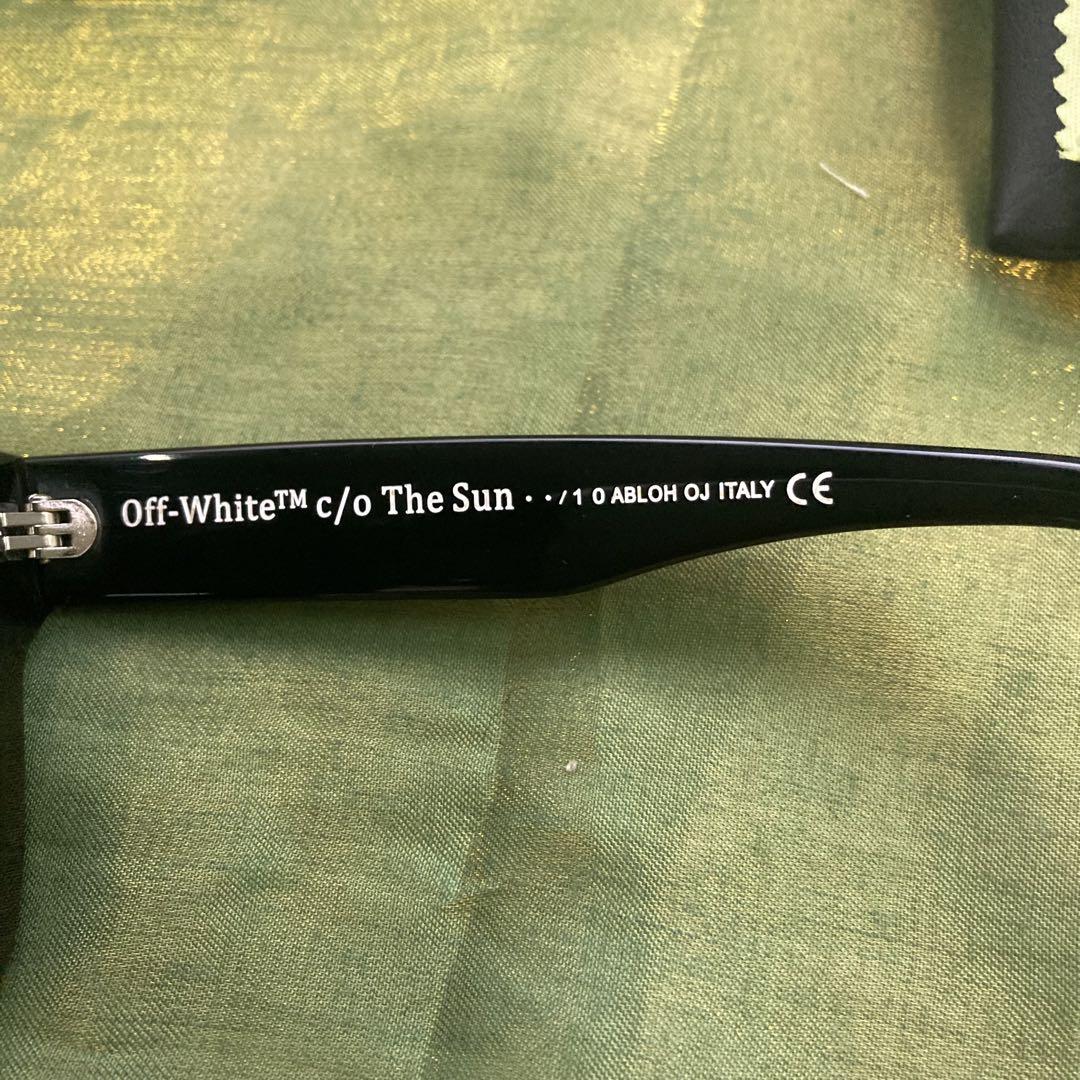 Off-White™ c/o The Sun · ·/ 1 0 ABLOH OJ ITALY CE